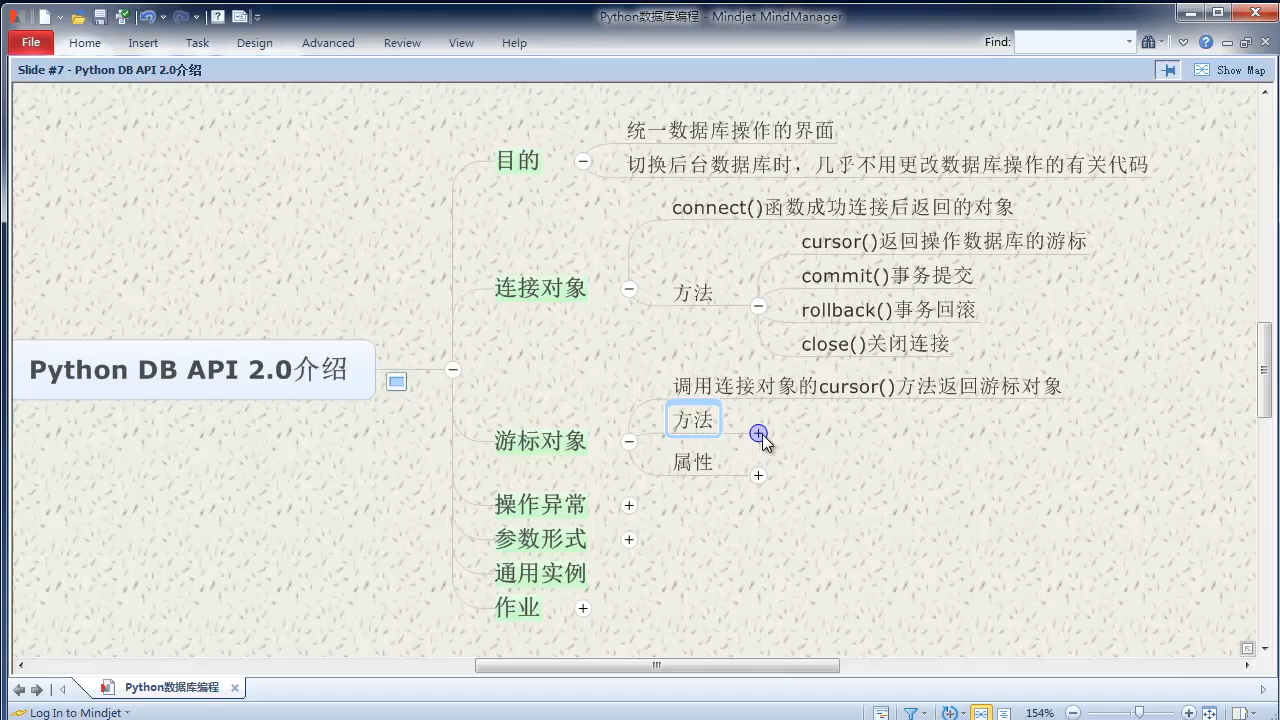 Python数据库编程 - Mindjet MindManager
File Home Insert Task Design Advanced Review View Help Find:
Slide #7 - Python DB API 2.0介绍 Show Map
统一数据库操作的界面
目的
切换后台数据库时，几乎不用更改数据库操作的有关代码
connect()函数成功连接后返回的对象
cursor()返回操作数据库的游标
commit()事务提交
连接对象
方法
rollback()事务回滚
close()关闭连接
Python DB API 2.0介绍
调用连接对象的cursor()方法返回游标对象
方法
游标对象
属性
操作异常
参数形式
通用实例
作业
Python数据库编程
Log In to Mindjet 154%